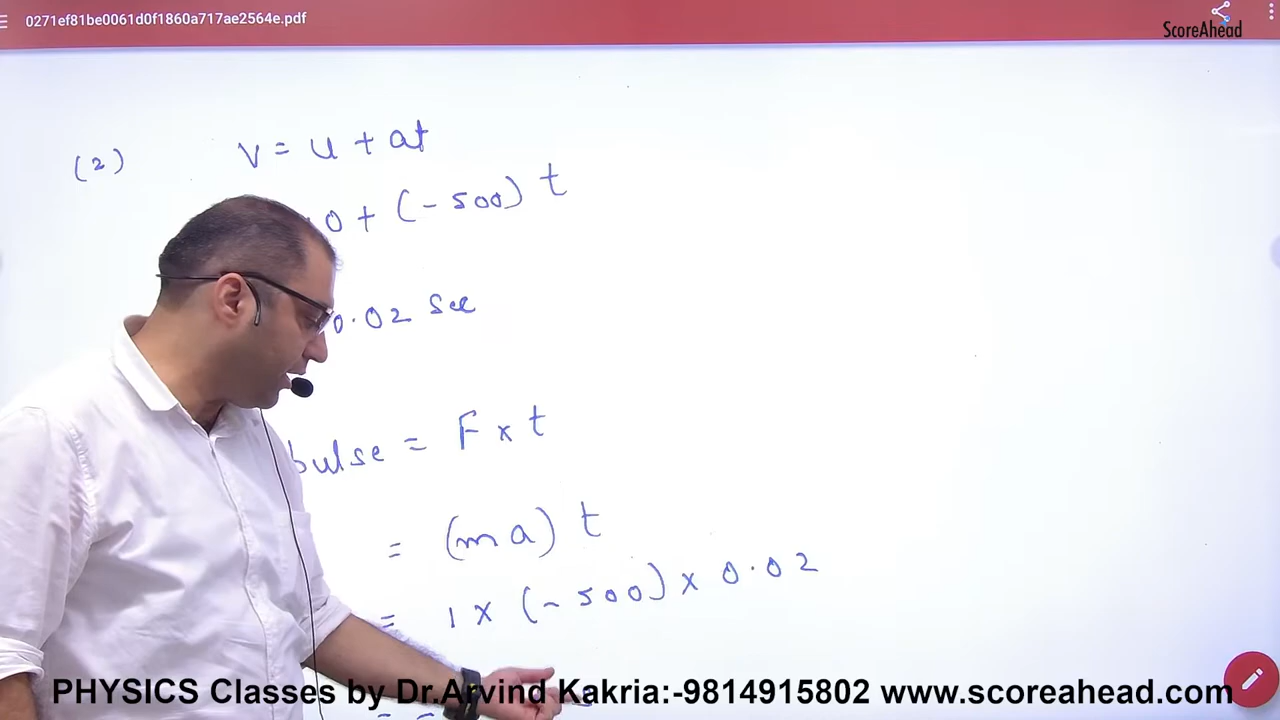 0271ef81be0061d0f1860a717ae2564e.pdf
ScoreAhead
(2) v = u + at
0 + (- 500) t
0.02 Sec
pulse = F x t
= (ma) t
= 1 x (- 500) x 0.02
PHYSICS Classes by Dr.Arvind Kakria:-9814915802 www.scoreahead.com